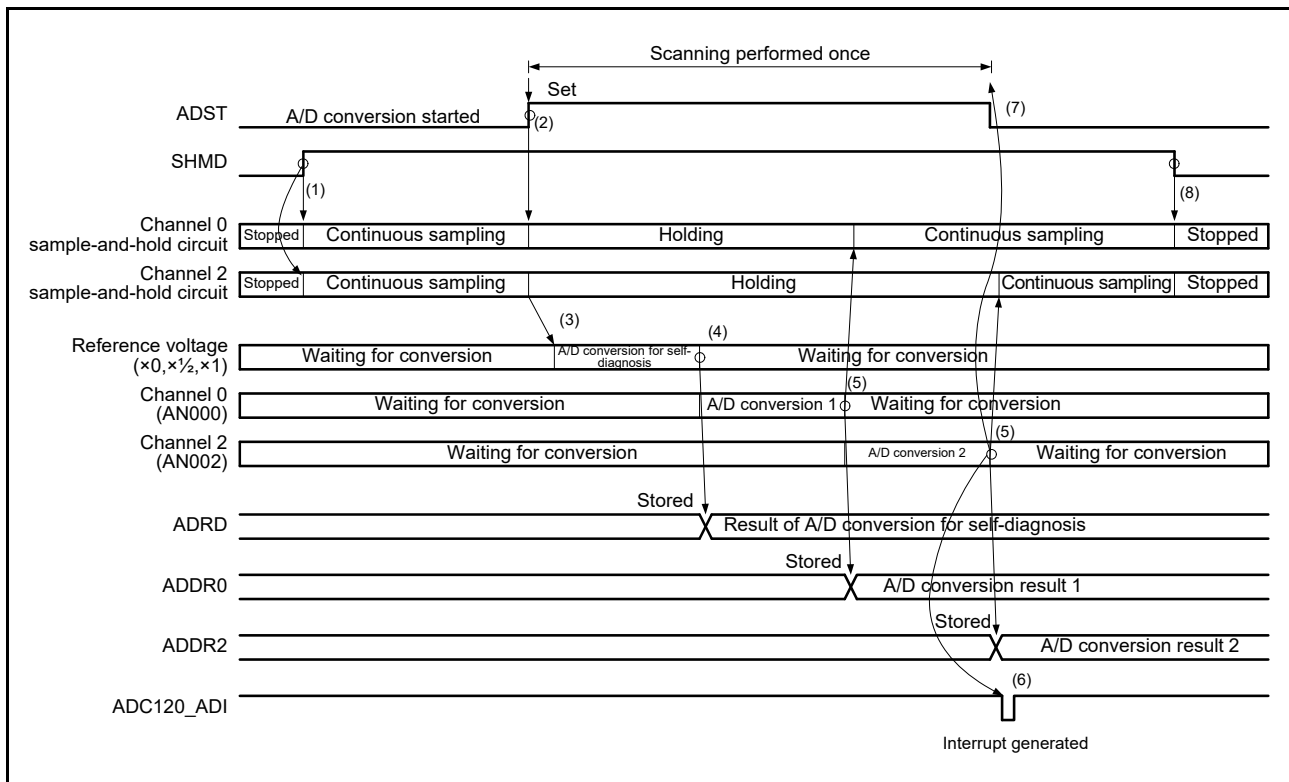 Scanning performed once
Set
ADST
A/D conversion started
(2)
(7)
SHMD
(1)
(8)
Channel 0
sample-and-hold circuit
Stopped
Continuous sampling
Holding
Continuous sampling
Stopped
Channel 2
sample-and-hold circuit
Stopped
Continuous sampling
Holding
Continuous sampling
Stopped
(3)
(4)
Reference voltage
(×0,×½,×1)
Waiting for conversion
A/D conversion for self-
diagnosis
Waiting for conversion
(5)
Channel 0
(AN000)
Waiting for conversion
A/D conversion 1
Waiting for conversion
(5)
Channel 2
(AN002)
Waiting for conversion
A/D conversion 2
Waiting for conversion
Stored
ADRD
Result of A/D conversion for self-diagnosis
Stored
ADDR0
A/D conversion result 1
Stored
ADDR2
A/D conversion result 2
(6)
ADC120_ADI
Interrupt generated